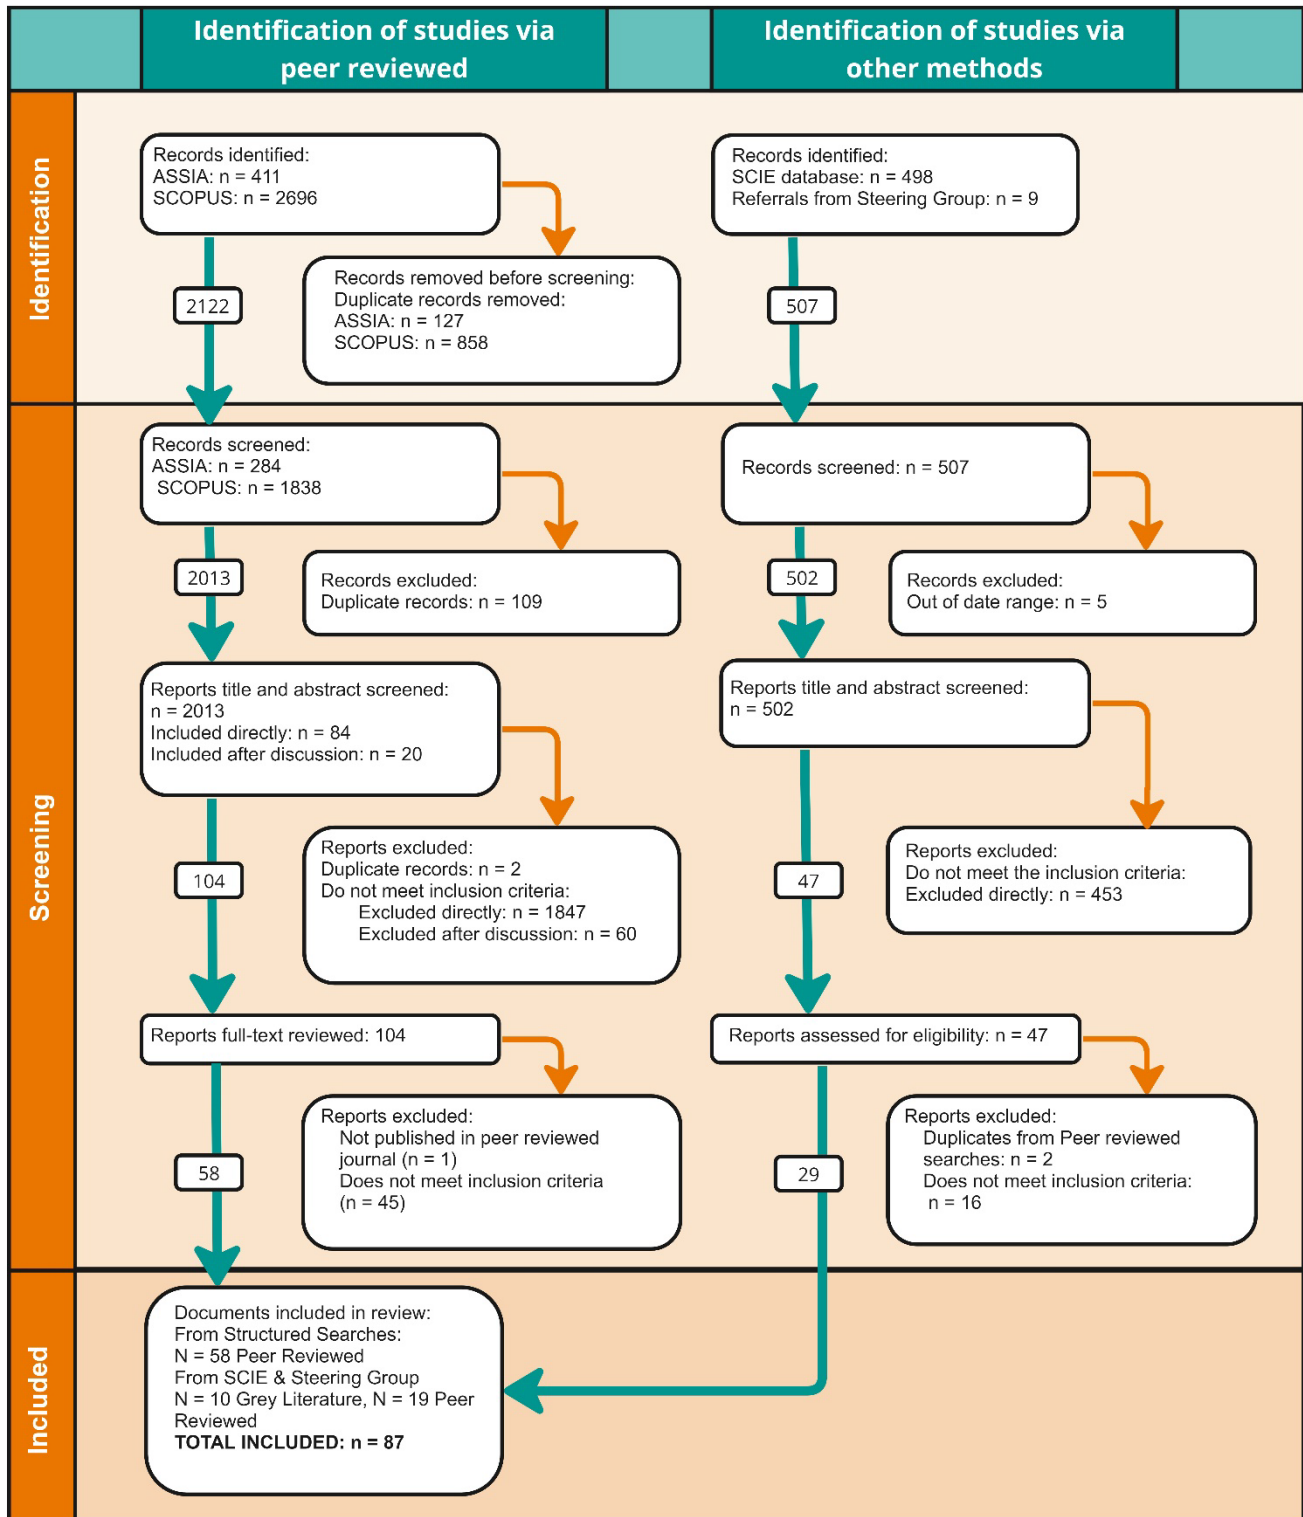 Identification of studies via
peer reviewed
Identification of studies via
other methods
Identification
Records identified:
ASSIA: n = 411
SCOPUS: n = 2696
Records removed before screening:
Duplicate records removed:
ASSIA: n = 127
SCOPUS: n = 858
2122
Records identified:
SCIE database: n = 498
Referrals from Steering Group: n = 9
507
Screening
Records screened:
ASSIA: n = 284
SCOPUS: n = 1838
2013
Records excluded:
Duplicate records: n = 109
Records screened: n = 507
502
Records excluded:
Out of date range: n = 5
Reports title and abstract screened:
n = 2013
Included directly: n = 84
Included after discussion: n = 20
104
Reports excluded:
Duplicate records: n = 2
Do not meet inclusion criteria:
Excluded directly: n = 1847
Excluded after discussion: n = 60
Reports title and abstract screened:
n = 502
47
Reports excluded:
Do not meet the inclusion criteria:
Excluded directly: n = 453
Reports full-text reviewed: 104
58
Reports excluded:
Not published in peer reviewed
journal (n = 1)
Does not meet inclusion criteria
(n = 45)
Reports assessed for eligibility: n = 47
29
Reports excluded:
Duplicates from Peer reviewed
searches: n = 2
Does not meet inclusion criteria:
n = 16
Included
Documents included in review:
From Structured Searches:
N = 58 Peer Reviewed
From SCIE & Steering Group
N = 10 Grey Literature, N = 19 Peer
Reviewed
TOTAL INCLUDED: n = 87